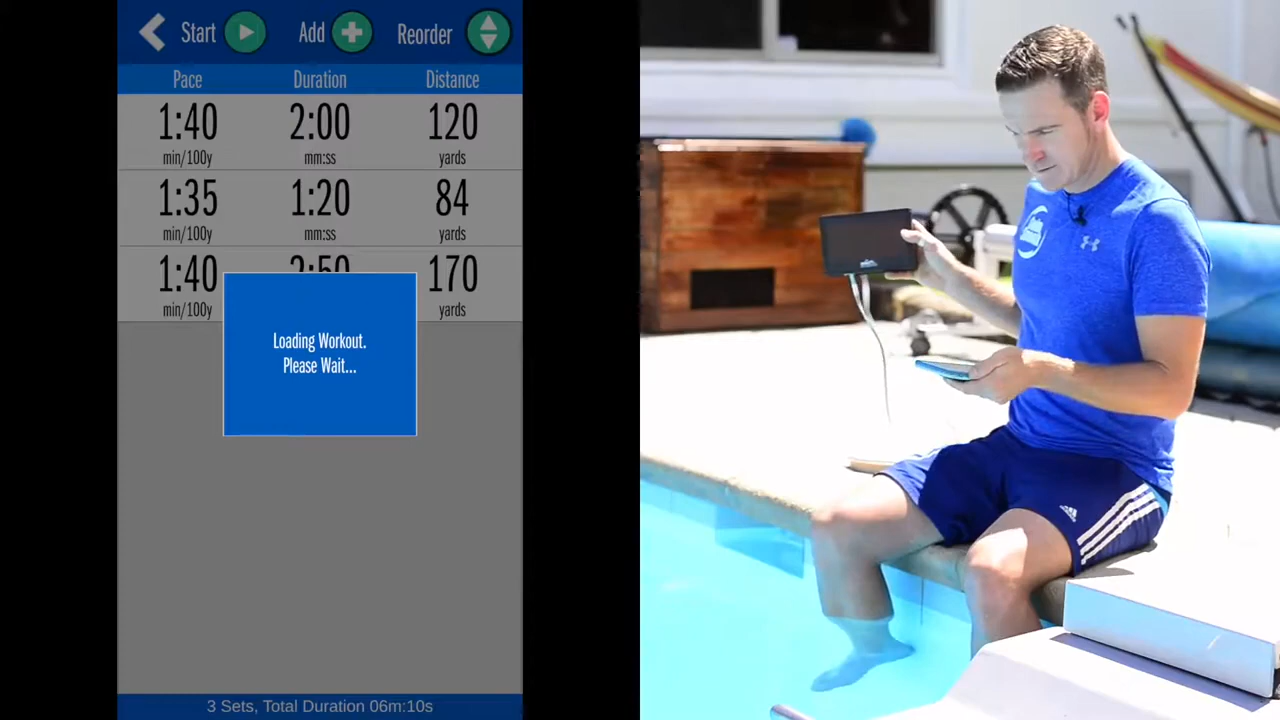 Start Add Reorder
Pace Duration Distance
1:40 2:00 120
min/100y mm:ss yards
1:35 1:20 84
min/100y mm:ss yards
1:40 2:50 170
min/100y yards
Loading Workout.
Please Wait...
3 Sets, Total Duration 06m:10s